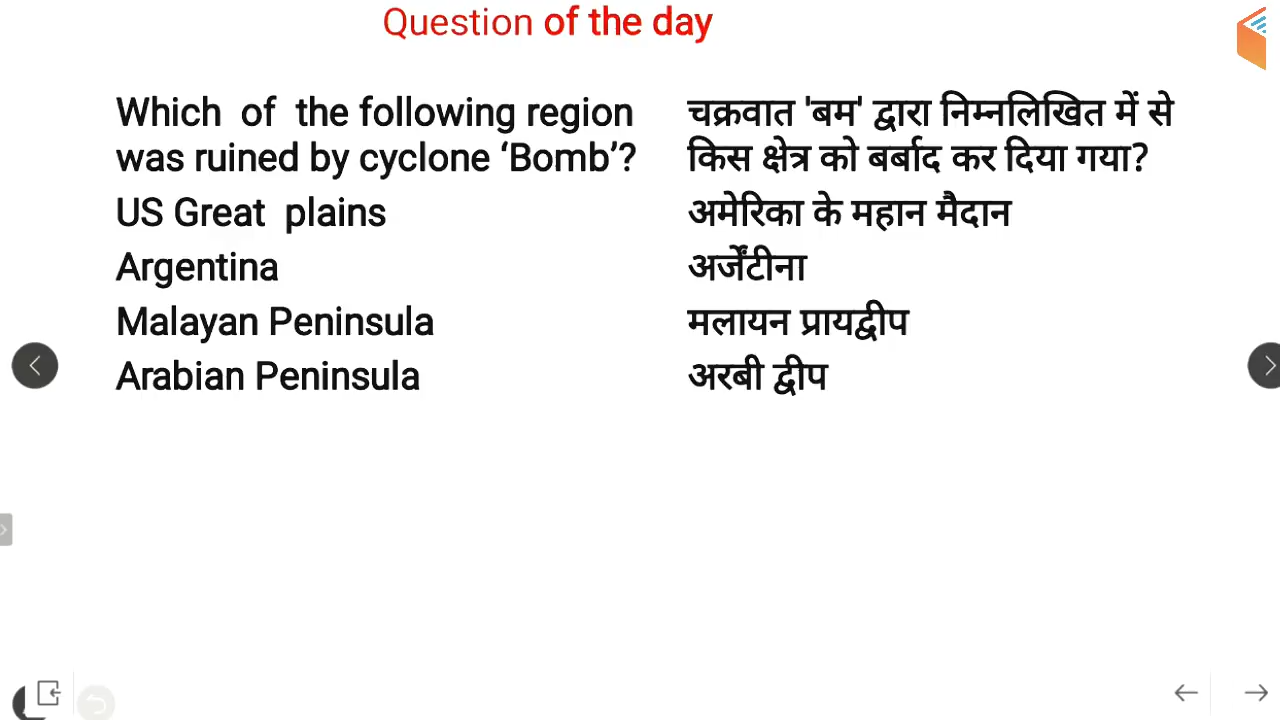 Question of the day
Which of the following region
was ruined by cyclone ‘Bomb’?
US Great plains
Argentina
Malayan Peninsula
Arabian Peninsula
चक्रवात 'बम' द्वारा निम्नलिखित में से
किस क्षेत्र को बर्बाद कर दिया गया?
अमेरिका के महान मैदान
अर्जेंटीना
मलायन प्रायद्वीप
अरबी द्वीप